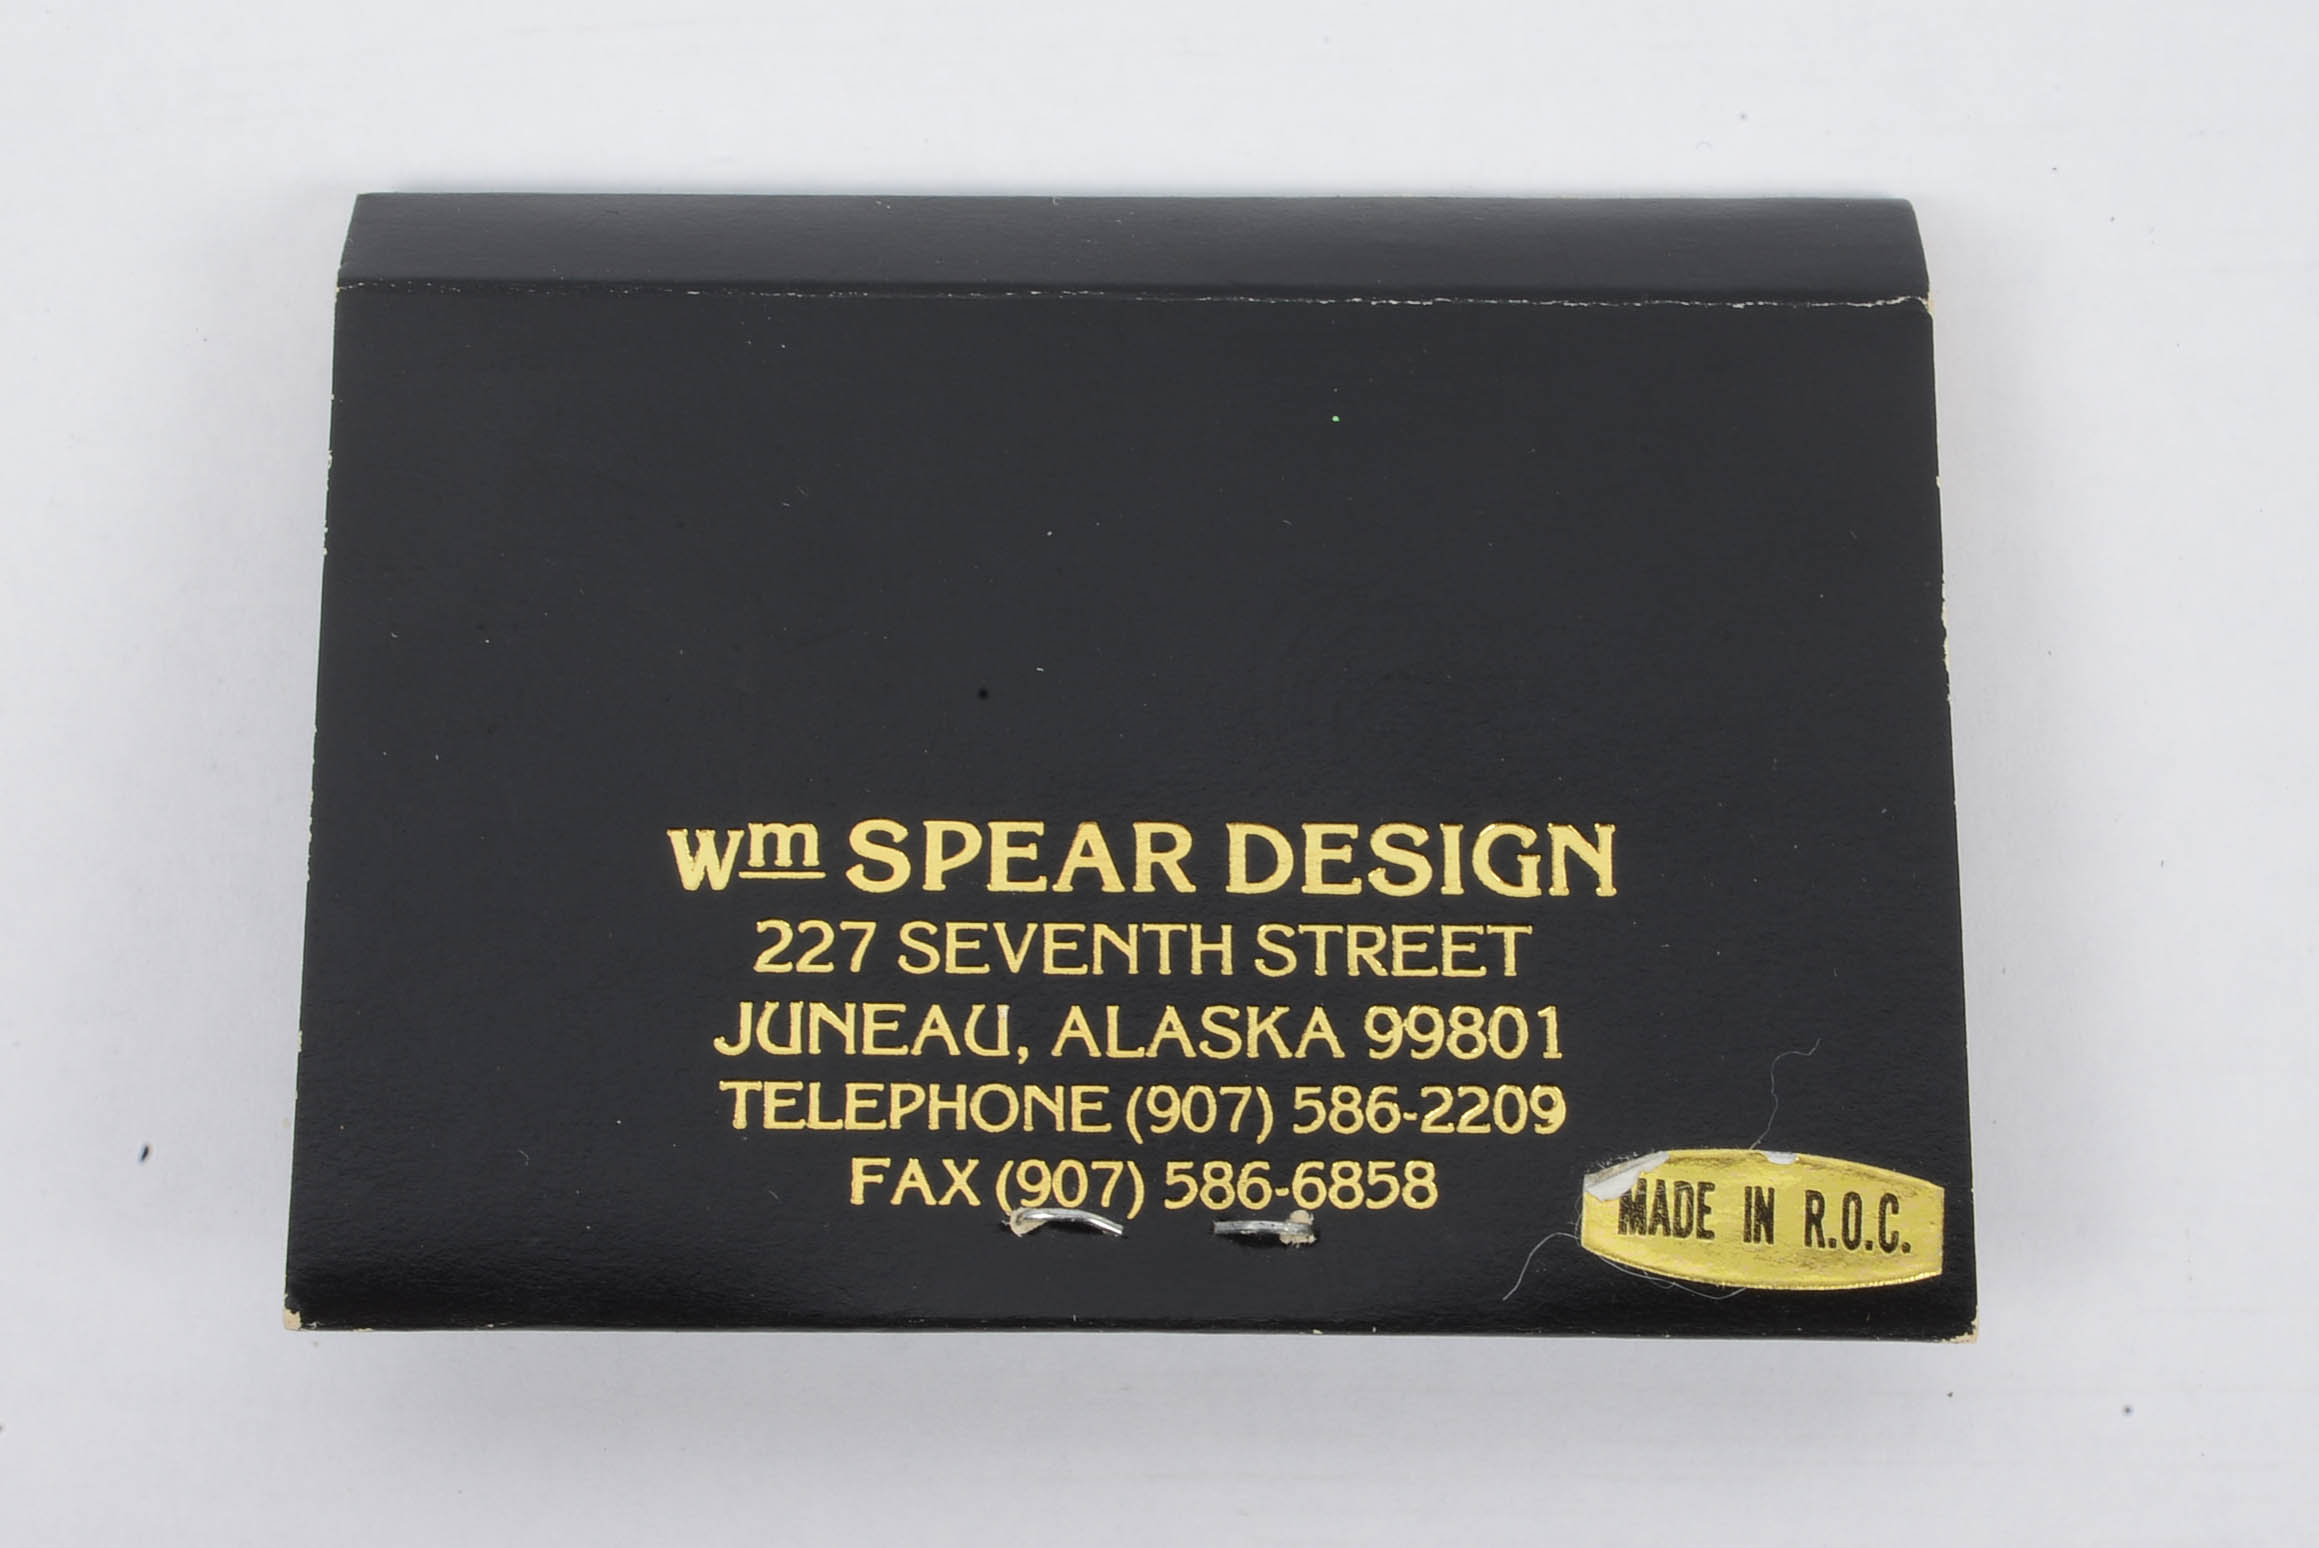 Wm SPEAR DESIGN
227 SEVENTH STREET
JUNEAU, ALASKA 99801
TELEPHONE (907) 586-2209
FAX (907) 586-6858
MADE IN R.O.C.